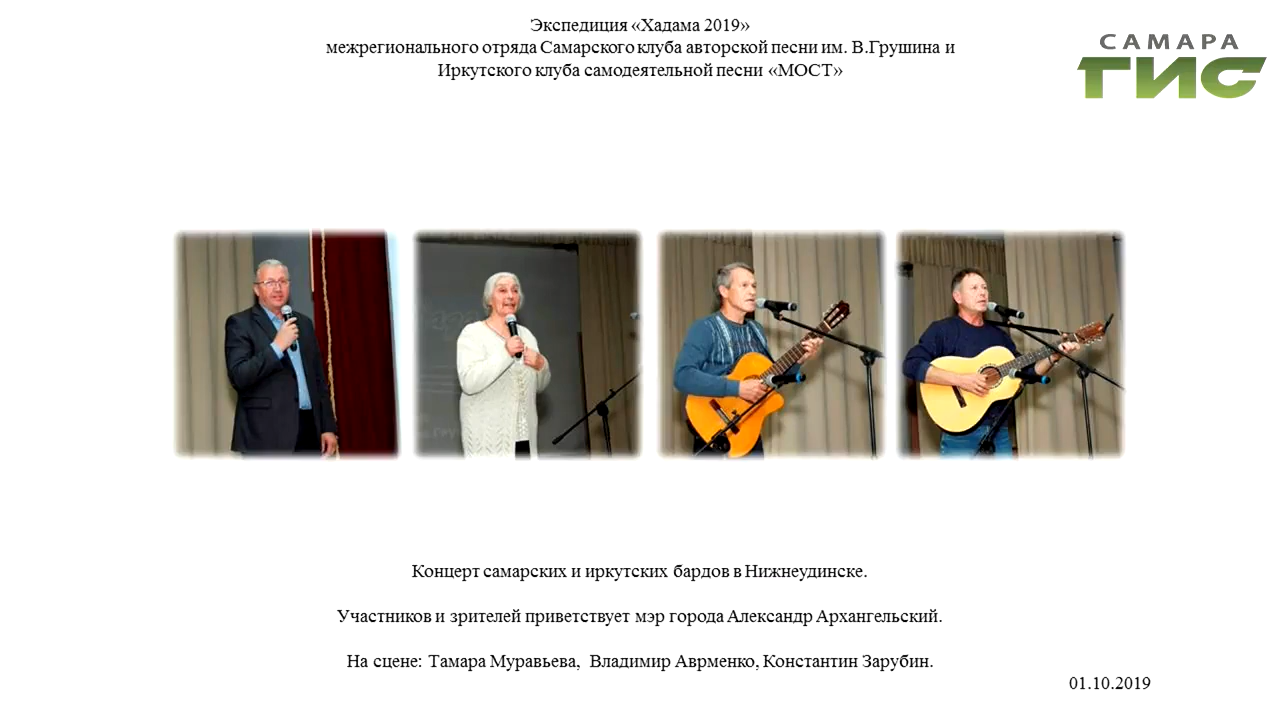 Экспедиция «Хадама 2019»
межрегионального отряда Самарского клуба авторской песни им. В.Грушина и
Иркутского клуба самодеятельной песни «МОСТ»
САМАРА
ГИС
Концерт самарских и иркутских бардов в Нижнеудинске.
Участников и зрителей приветствует мэр города Александр Архангельский.
На сцене: Тамара Муравьева, Владимир Аврменко, Константин Зарубин.
01.10.2019